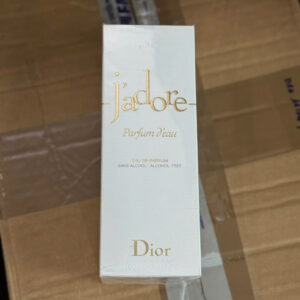 j'adore
Parfum d'eau
EAU DE PARFUM
SANS ALCOOL · ALCOHOL FREE
Dior